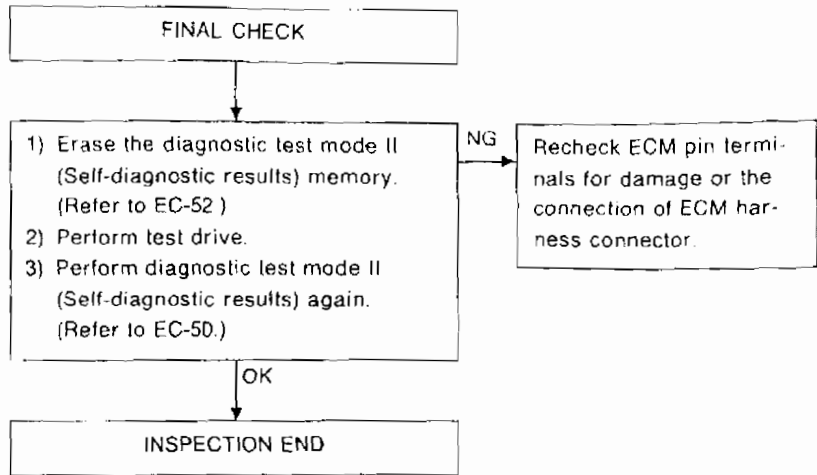 FINAL CHECK
1) Erase the diagnostic test mode II
(Self-diagnostic results) memory.
(Refer to EC-52 )
2) Perform test drive.
3) Perform diagnostic test mode II
(Self-diagnostic results) again.
(Refer to EC-50.)
NG
Recheck ECM pin termi-
nals for damage or the
connection of ECM har-
ness connector.
OK
INSPECTION END